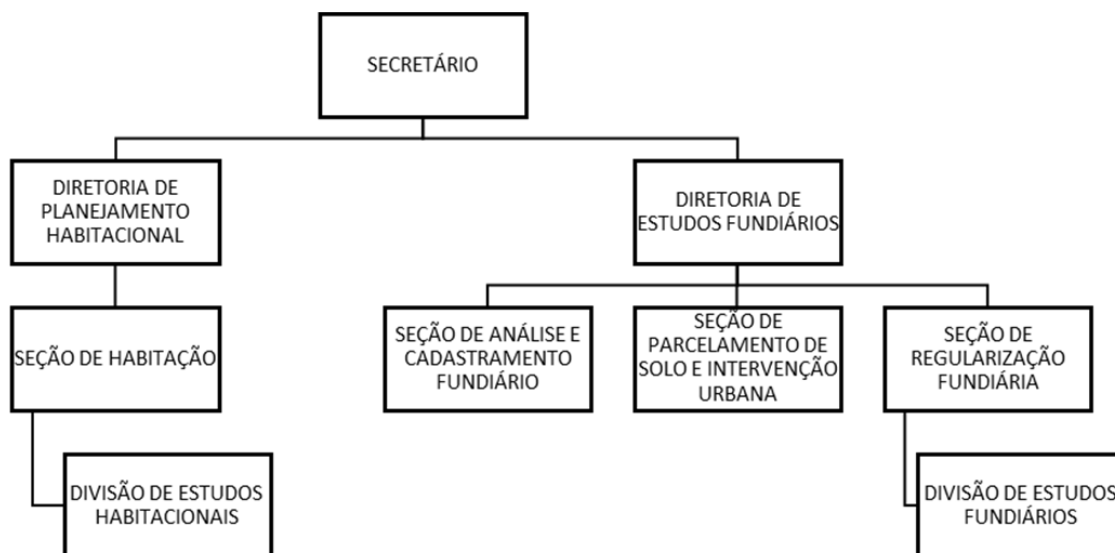 SECRETÁRIO
DIRETORIA DE
PLANEJAMENTO
HABITACIONAL
DIRETORIA DE
ESTUDOS FUNDIÁRIOS
SEÇÃO DE HABITAÇÃO
SEÇÃO DE ANÁLISE E
CADASTRAMENTO
FUNDIÁRIO
SEÇÃO DE
PARCELAMENTO DE
SOLO E INTERVENÇÃO
URBANA
SEÇÃO DE
REGULARIZAÇÃO
FUNDIÁRIA
DIVISÃO DE ESTUDOS
HABITACIONAIS
DIVISÃO DE ESTUDOS
FUNDIÁRIOS